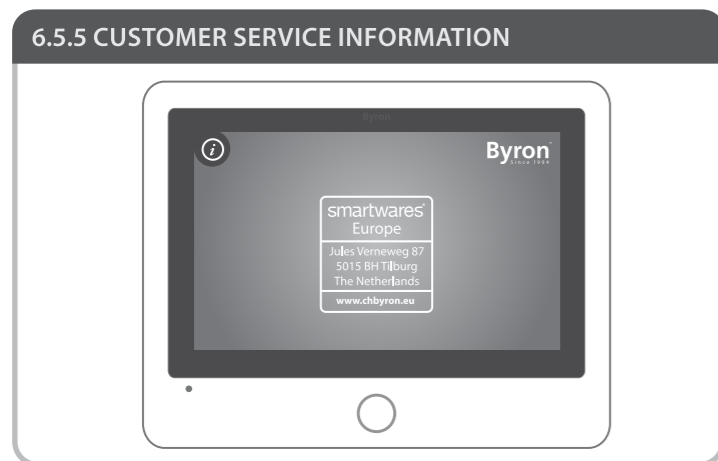 6.5.5 CUSTOMER SERVICE INFORMATION
Byron
i
Byron
Since 1984
smartwares®
Europe
Jules Verneweg 87
5015 BH Tilburg
The Netherlands
www.chbyron.eu